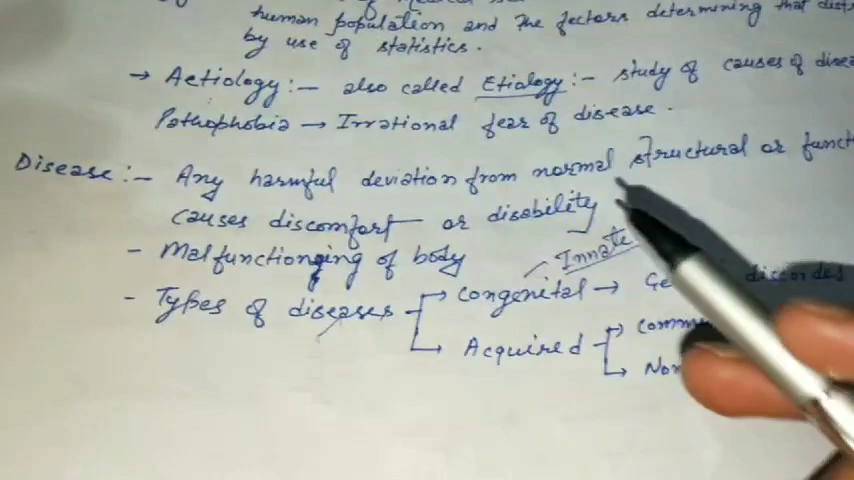 of Medical
human population and the factors determining that
by use of statistics.
→ Aetiology:— also called Etiology:— study of causes of
Pathophobia → Irrational fear of disease.
Disease:— Any harmful deviation from normal structural or
causes discomfort or disability
- Malfunctioning of body
Innate
- Types of diseases
Congenital →
Acquired